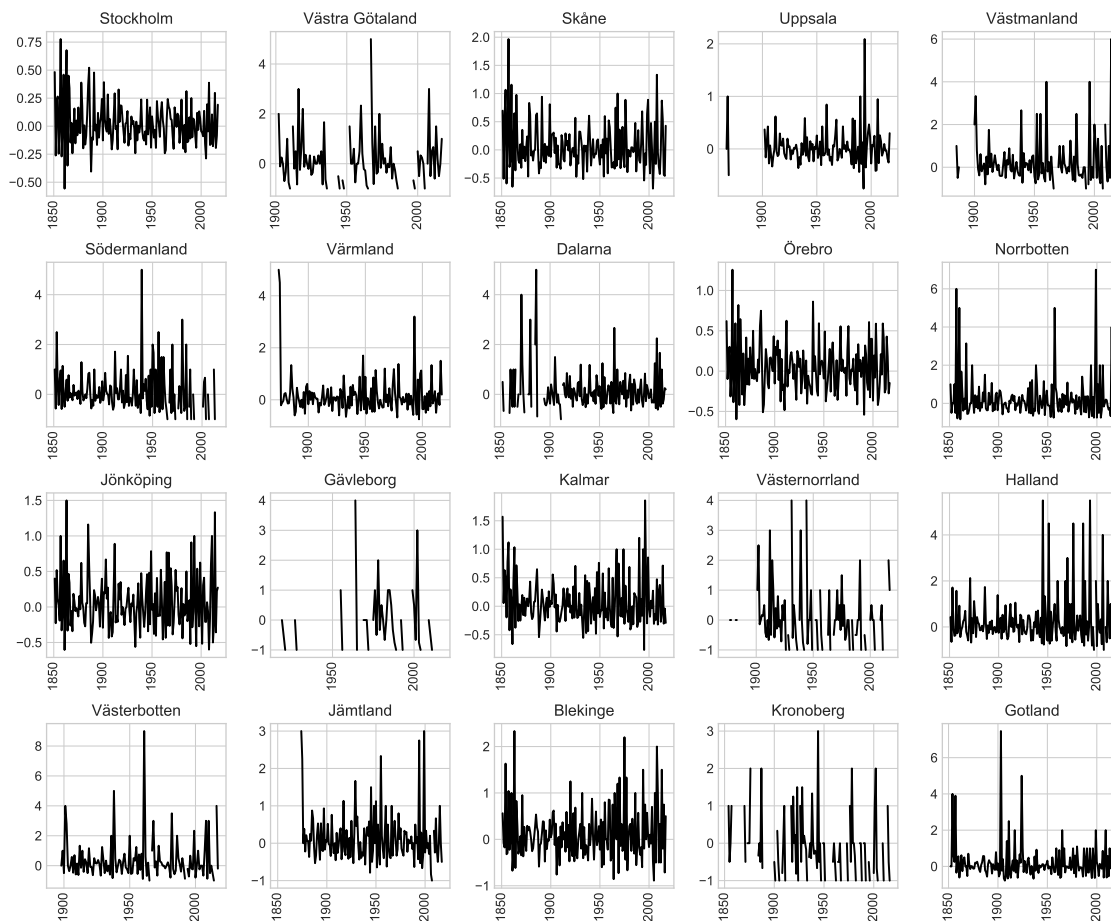 Stockholm Västra Götaland Skåne Uppsala Västmanland
0.75 0.50 0.25 0.00 −0.25 −0.50
4 2 0
2.0 1.5 1.0 0.5 0.0 −0.5
2 1 0
6 4 2 0
1850 1900 1950 2000
1900 1950 2000
1850 1900 1950 2000
1900 1950 2000
1900 1950 2000
Södermanland Värmland Dalarna Örebro Norrbotten
4 2 0
4 2 0
4 2 0
1.0 0.5 0.0 −0.5
6 4 2 0
1850 1900 1950 2000
1900 1950 2000
1850 1900 1950 2000
1850 1900 1950 2000
1850 1900 1950 2000
Jönköping Gävleborg Kalmar Västernorrland Halland
1.5 1.0 0.5 0.0 −0.5
4 3 2 1 0 −1
1.5 1.0 0.5 0.0 −0.5
4 3 2 1 0 −1
4 2 0
1850 1900 1950 2000
1950 2000
1850 1900 1950 2000
1900 1950 2000
1850 1900 1950 2000
Västerbotten Jämtland Blekinge Kronoberg Gotland
8 6 4 2 0
3 2 1 0 −1
2 1 0 −1
3 2 1 0 −1
6 4 2 0
1900 1950 2000
1850 1900 1950 2000
1850 1900 1950 2000
1850 1900 1950 2000
1850 1900 1950 2000